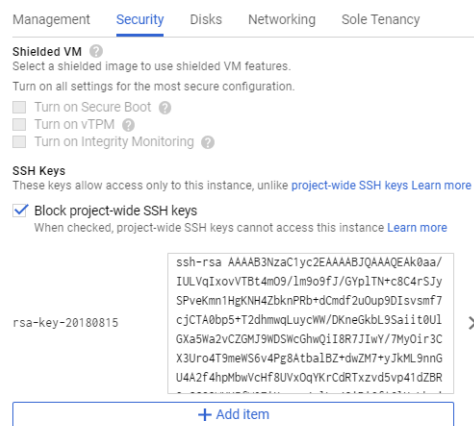 Management Security Disks Networking Sole Tenancy
Shielded VM ?
Select a shielded image to use shielded VM features.
Turn on all settings for the most secure configuration.
Turn on Secure Boot ?
Turn on vTPM ?
Turn on Integrity Monitoring ?
SSH Keys
These keys allow access only to this instance, unlike project-wide SSH keys Learn more
Block project-wide SSH keys
When checked, project-wide SSH keys cannot access this instance Learn more
rsa-key-20180815
ssh-rsa AAAAB3NzaC1yc2EAAAABJQAAAQEAk0aa/
IULVqIxovVTBt4mO9/lm9o9fJ/GYplTN+c8C4rSJy
SPveKmn1HgKNH4ZbknPRb+dCmdf2uOup9DIsvsmf7
cjCTA0bp5+T2dhmwqLuycWW/DKneGkbL9Saiit0Ul
GXa5Wa2vCZGMJ9WDSWcGhwQiI8R7JIwY/7MyOir3C
X3Uro4T9meWS6v4Pg8AtbalBZ+dwZM7+yJkML9nnG
U4A2f4hpMbwVcHf8UVxOqYKrCdRTxzvd5vp41dZBR
+ Add item